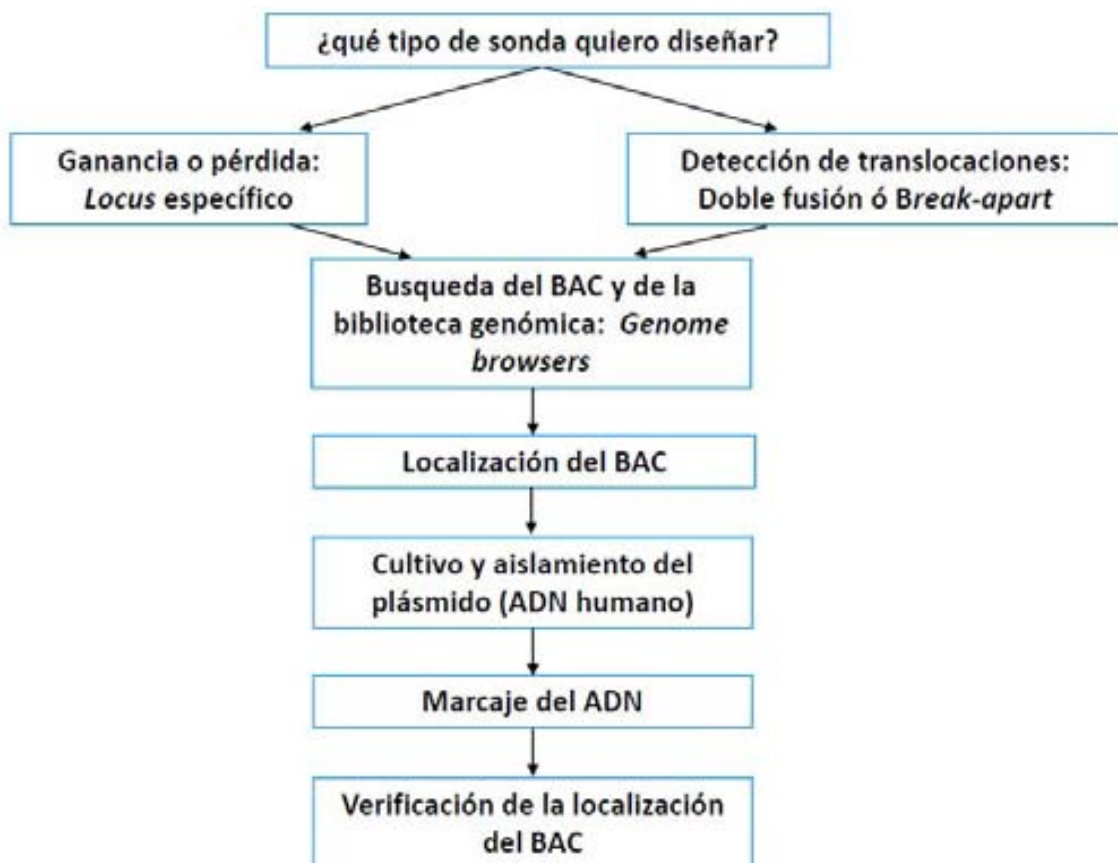 ¿qué tipo de sonda quiero diseñar?
Ganancia o pérdida:
Locus específico
Detección de translocaciones:
Doble fusión ó Break-apart
Busqueda del BAC y de la
biblioteca genómica: Genome
browsers
Localización del BAC
Cultivo y aislamiento del
plásmido (ADN humano)
Marcaje del ADN
Verificación de la localización
del BAC